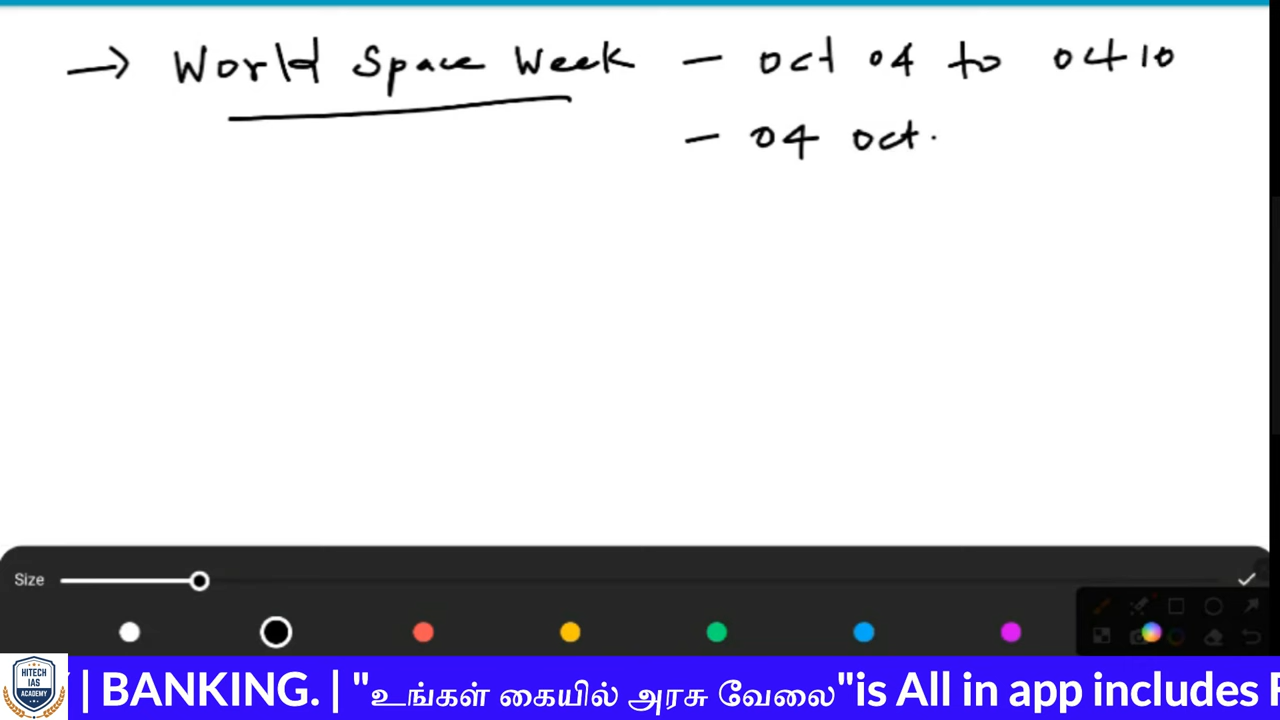 → World Space Week - Oct 04 to Oct 10
- 04 Oct.
Size
HITECH
IAS
ACADEMY
| BANKING. | "உங்கள் கையில் அரசு வேலை"is All in app includes